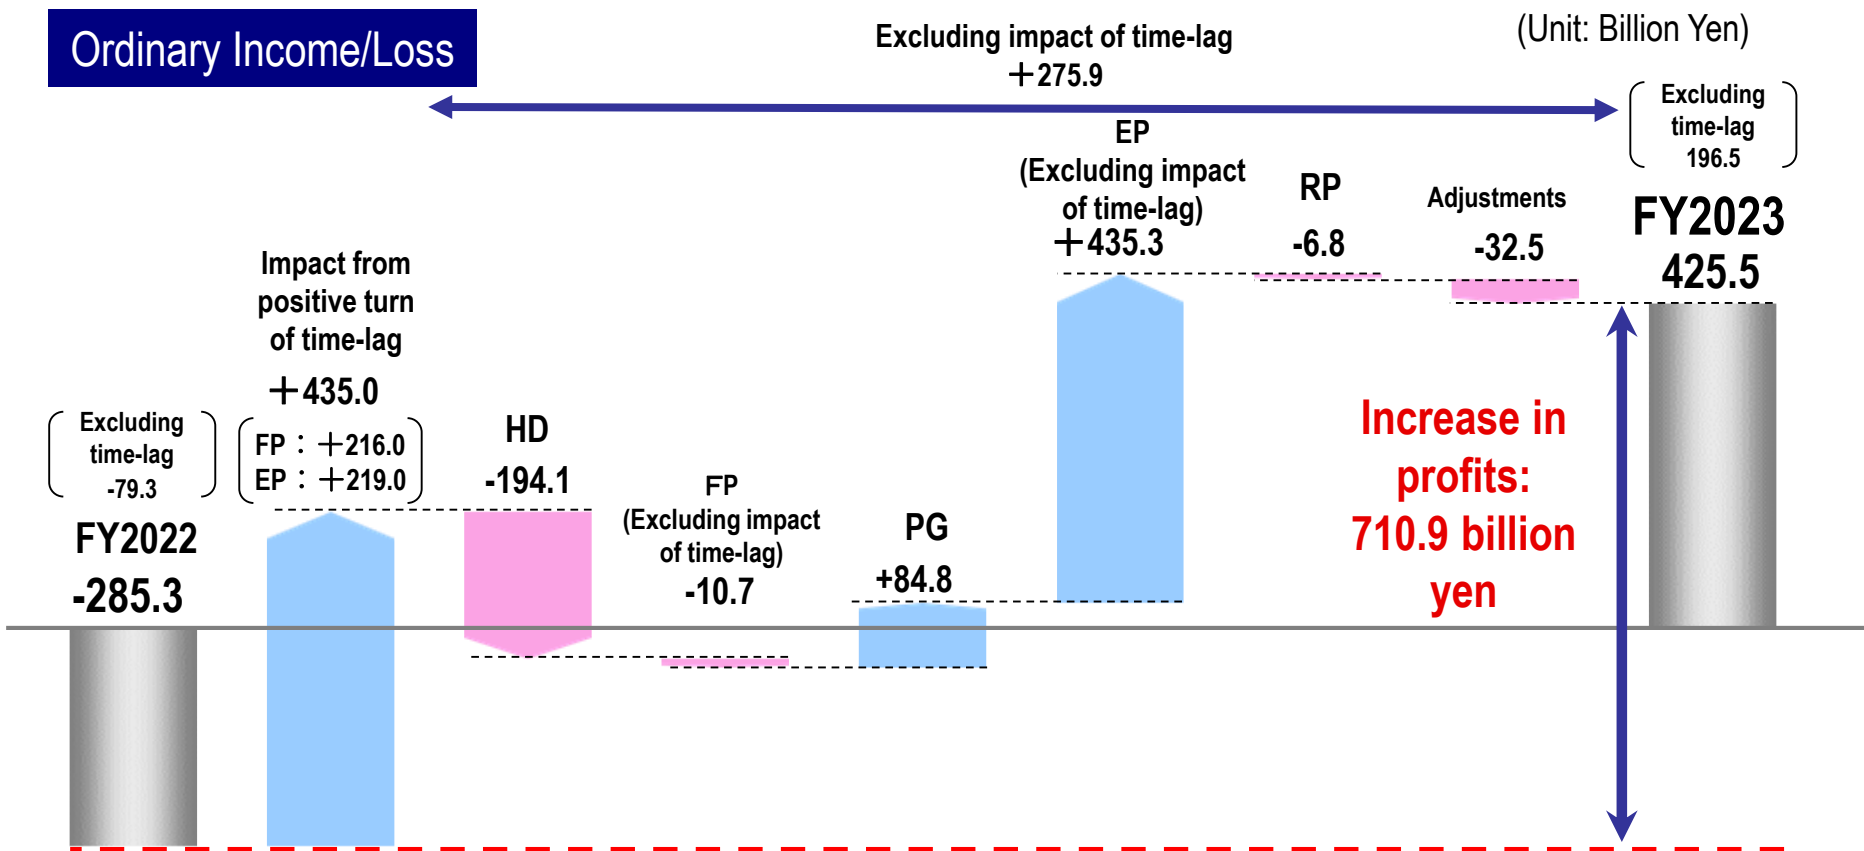 Ordinary Income/Loss
(Unit: Billion Yen)
Excluding impact of time-lag
＋275.9
Excluding
time-lag
196.5
FY2023
425.5
Excluding
time-lag
-79.3
FY2022
-285.3
Impact from
positive turn
of time-lag
＋435.0
FP：＋216.0
EP：＋219.0
HD
-194.1
FP
(Excluding impact
of time-lag)
-10.7
PG
+84.8
EP
(Excluding impact
of time-lag)
＋435.3
RP
-6.8
Adjustments
-32.5
Increase in
profits:
710.9 billion
yen